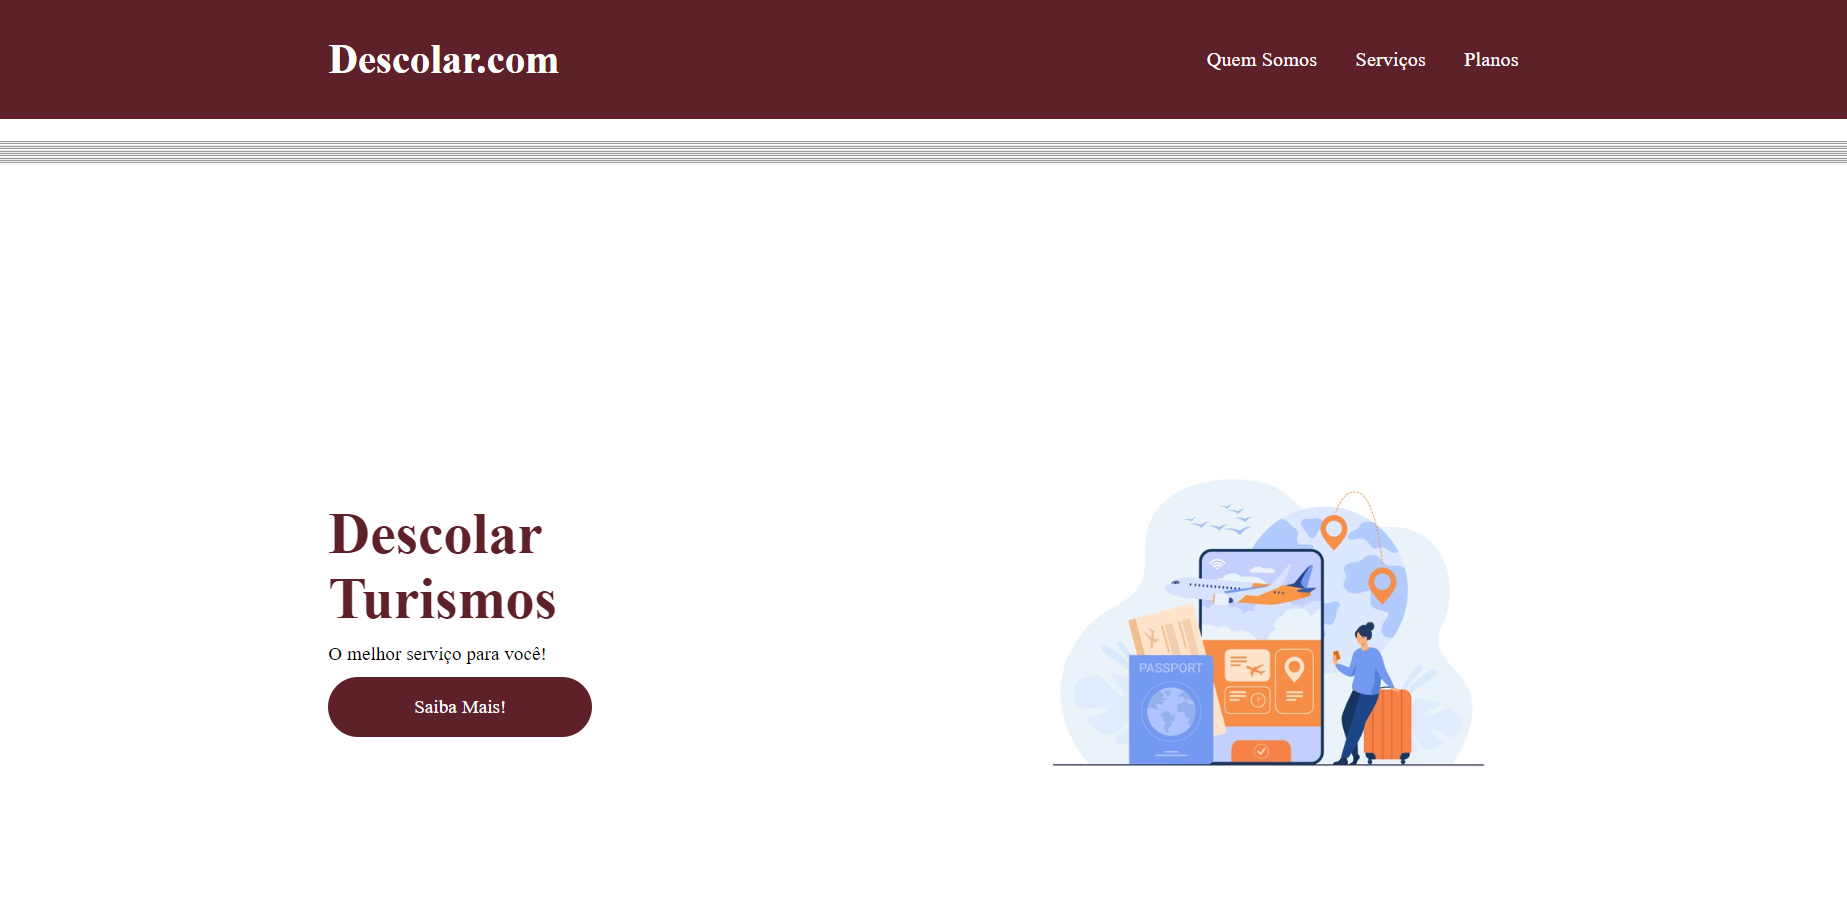 Descolar.com
Quem Somos Serviços Planos
Descolar
Turismos
O melhor serviço para você!
Saiba Mais!
PASSPORT